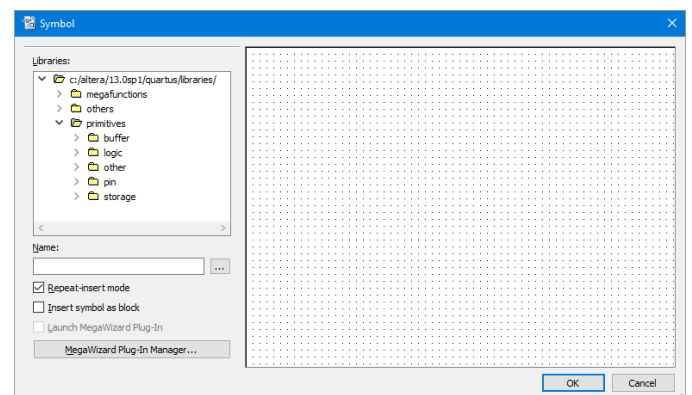 Symbol
Libraries:
c:/altera/13.0sp1/quartus/libraries/
megafunctions
others
primitives
buffer
logic
other
pin
storage
Name:
...
Repeat-insert mode
Insert symbol as block
Launch MegaWizard Plug-In
MegaWizard Plug-In Manager...
OK Cancel